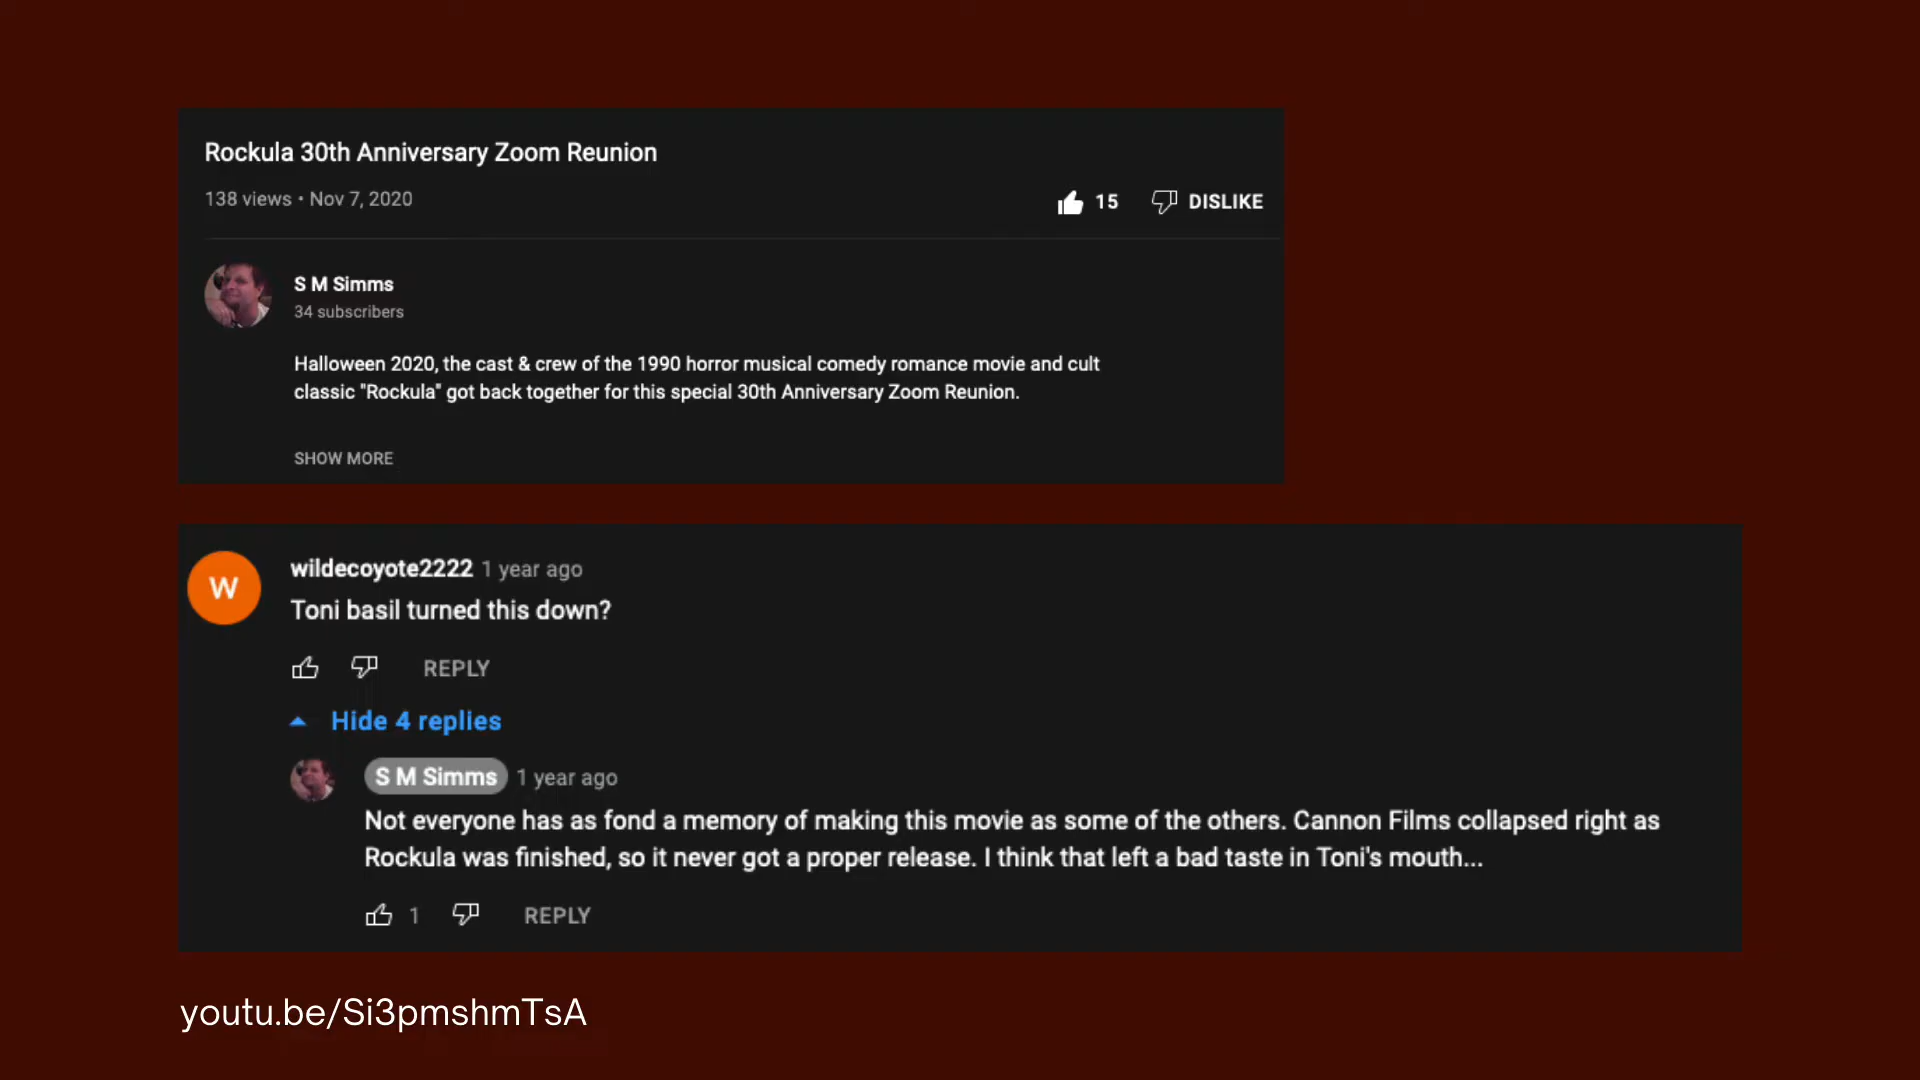 Rockula 30th Anniversary Zoom Reunion
138 views • Nov 7, 2020
15 DISLIKE
S M Simms
34 subscribers
Halloween 2020, the cast & crew of the 1990 horror musical comedy romance movie and cult
classic "Rockula" got back together for this special 30th Anniversary Zoom Reunion.
SHOW MORE
W
wildecoyote2222 1 year ago
Toni basil turned this down?
REPLY
Hide 4 replies
S M Simms 1 year ago
Not everyone has as fond a memory of making this movie as some of the others. Cannon Films collapsed right as
Rockula was finished, so it never got a proper release. I think that left a bad taste in Toni's mouth...
1 REPLY
youtu.be/Si3pmshmTsA